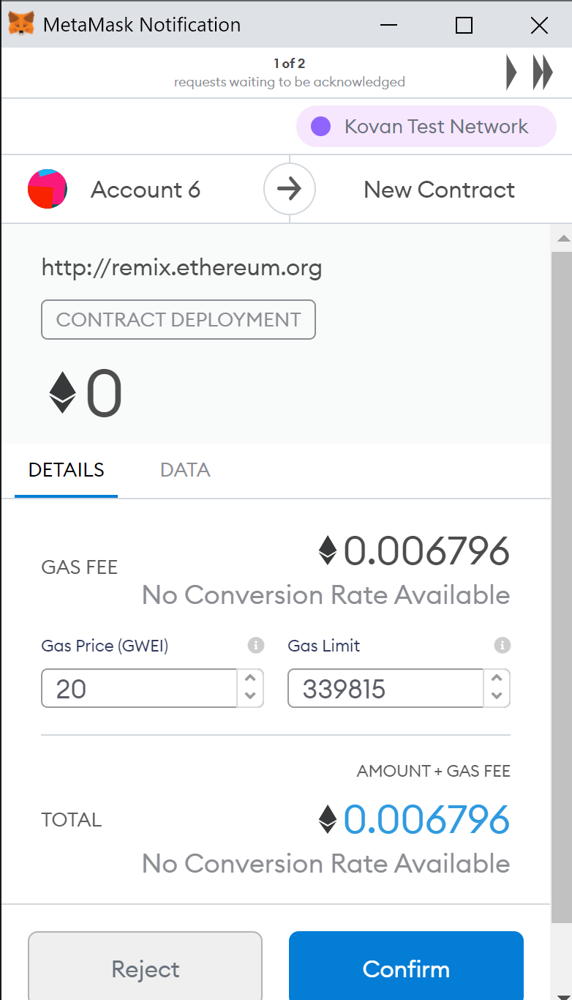 MetaMask Notification
1 of 2
requests waiting to be acknowledged
Kovan Test Network
Account 6
New Contract
http://remix.ethereum.org
CONTRACT DEPLOYMENT
0
DETAILS DATA
GAS FEE
0.006796
No Conversion Rate Available
Gas Price (GWEI) Gas Limit
20 339815
AMOUNT + GAS FEE
TOTAL
0.006796
No Conversion Rate Available
Reject Confirm